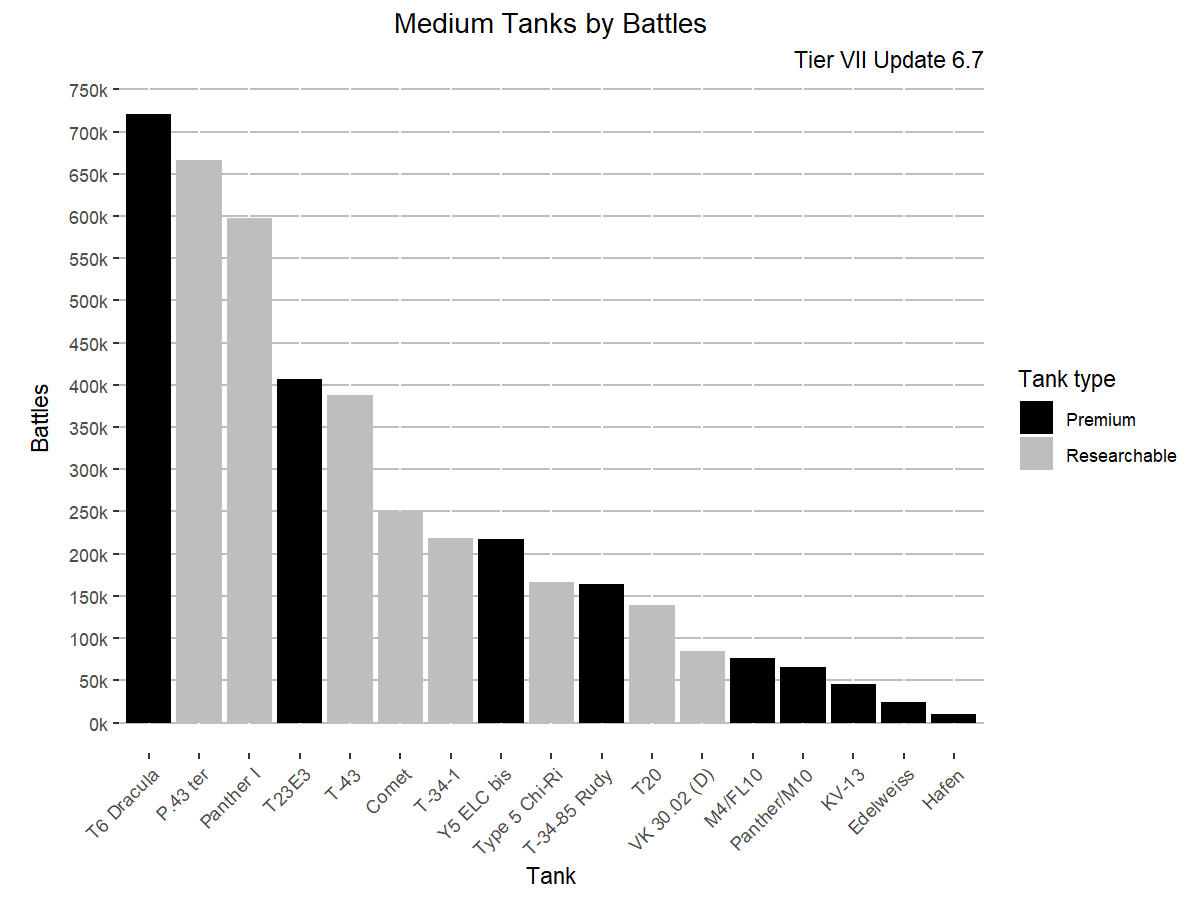 Medium Tanks by Battles
Tier VII Update 6.7
750k
700k
650k
600k
550k
500k
450k
400k
350k
300k
250k
200k
150k
100k
50k
0k
Battles
T6 Dracula
P.43 ter
Panther I
T23E3
T-43
Comet
T-34-1
Y5 ELC bis
Type 5 Chi-Ri
T-34-85 Rudy
T20
VK 30.02 (D)
M4/FL10
Panther/M10
KV-13
Edelweiss
Hafen
Tank
Tank type
Premium
Researchable